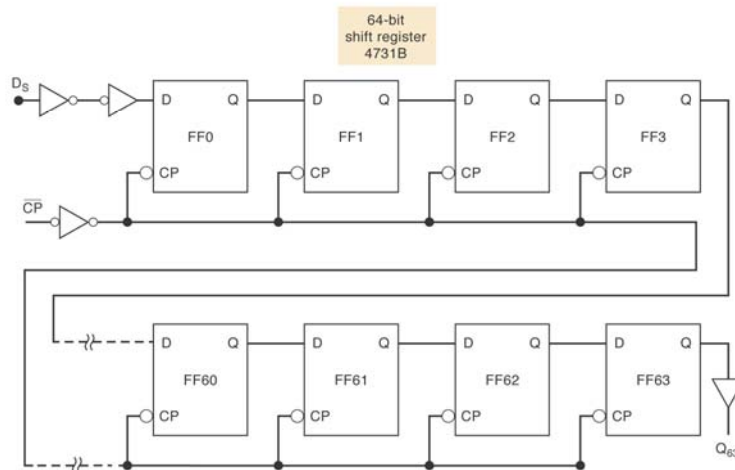 64-bit
shift register
4731B
D_S
D Q D Q D Q D Q
FF0 FF1 FF2 FF3
CP CP CP CP
C̅P̅
D Q D Q D Q D Q
FF60 FF61 FF62 FF63
CP CP CP CP
Q_63